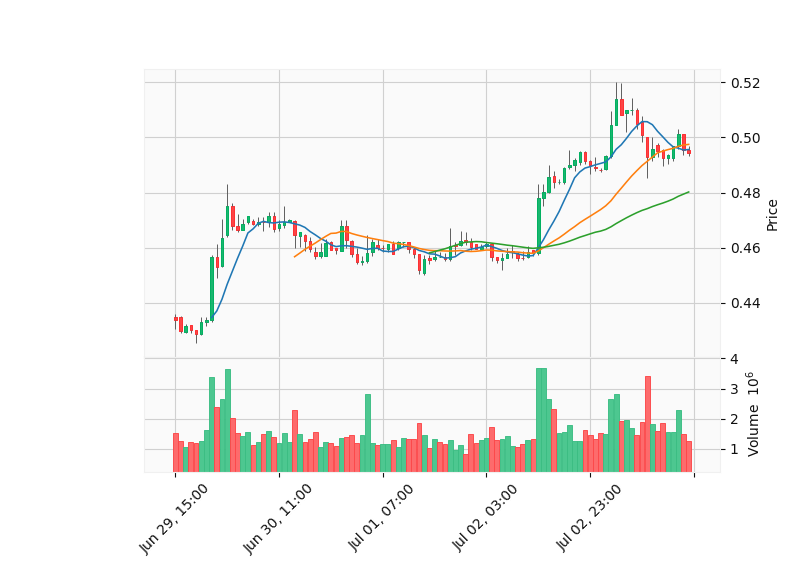 0.52
0.50
0.48
0.46
0.44
Price
4
3
2
1
Volume 10^6
Jun 29, 15:00
Jun 30, 11:00
Jul 01, 07:00
Jul 02, 03:00
Jul 02, 23:00